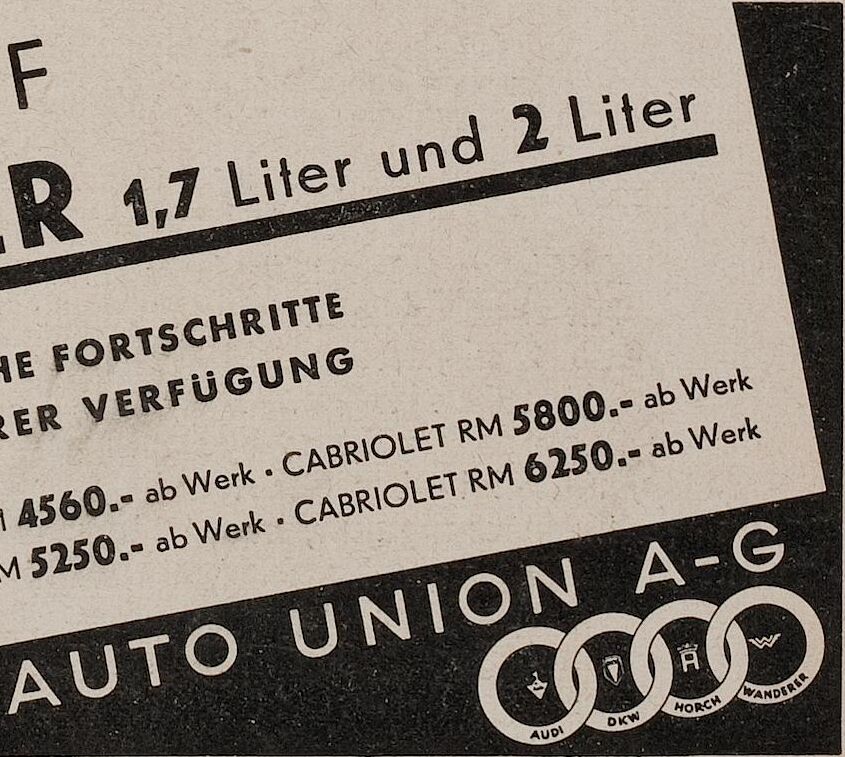 F
ER 1,7 Liter und 2 Liter
HE FORTSCHRITTE
RER VERFÜGUNG
4560.- ab Werk · CABRIOLET RM 5800.- ab Werk
M 5250.- ab Werk · CABRIOLET RM 6250.- ab Werk
AUTO UNION A-G
AUDI DKW HORCH WANDERER